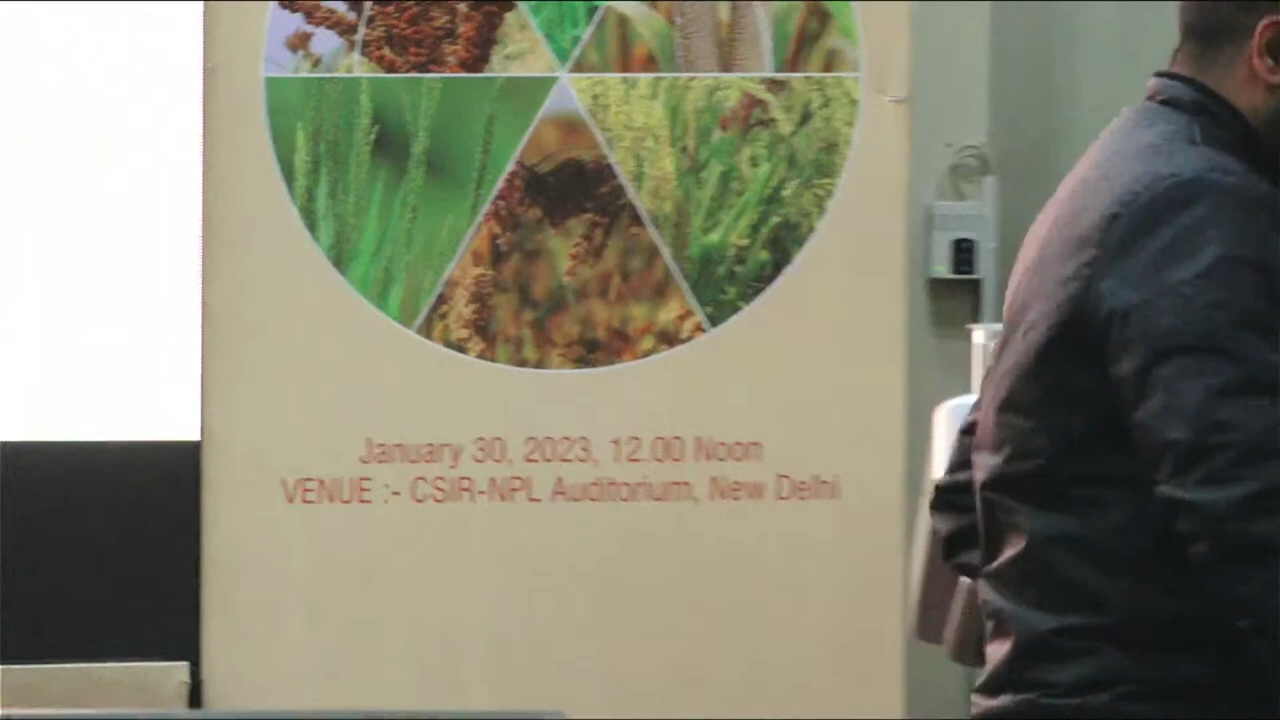 January 30, 2023, 12.00 Noon
VENUE :- CSIR-NPL Auditorium, New Delhi